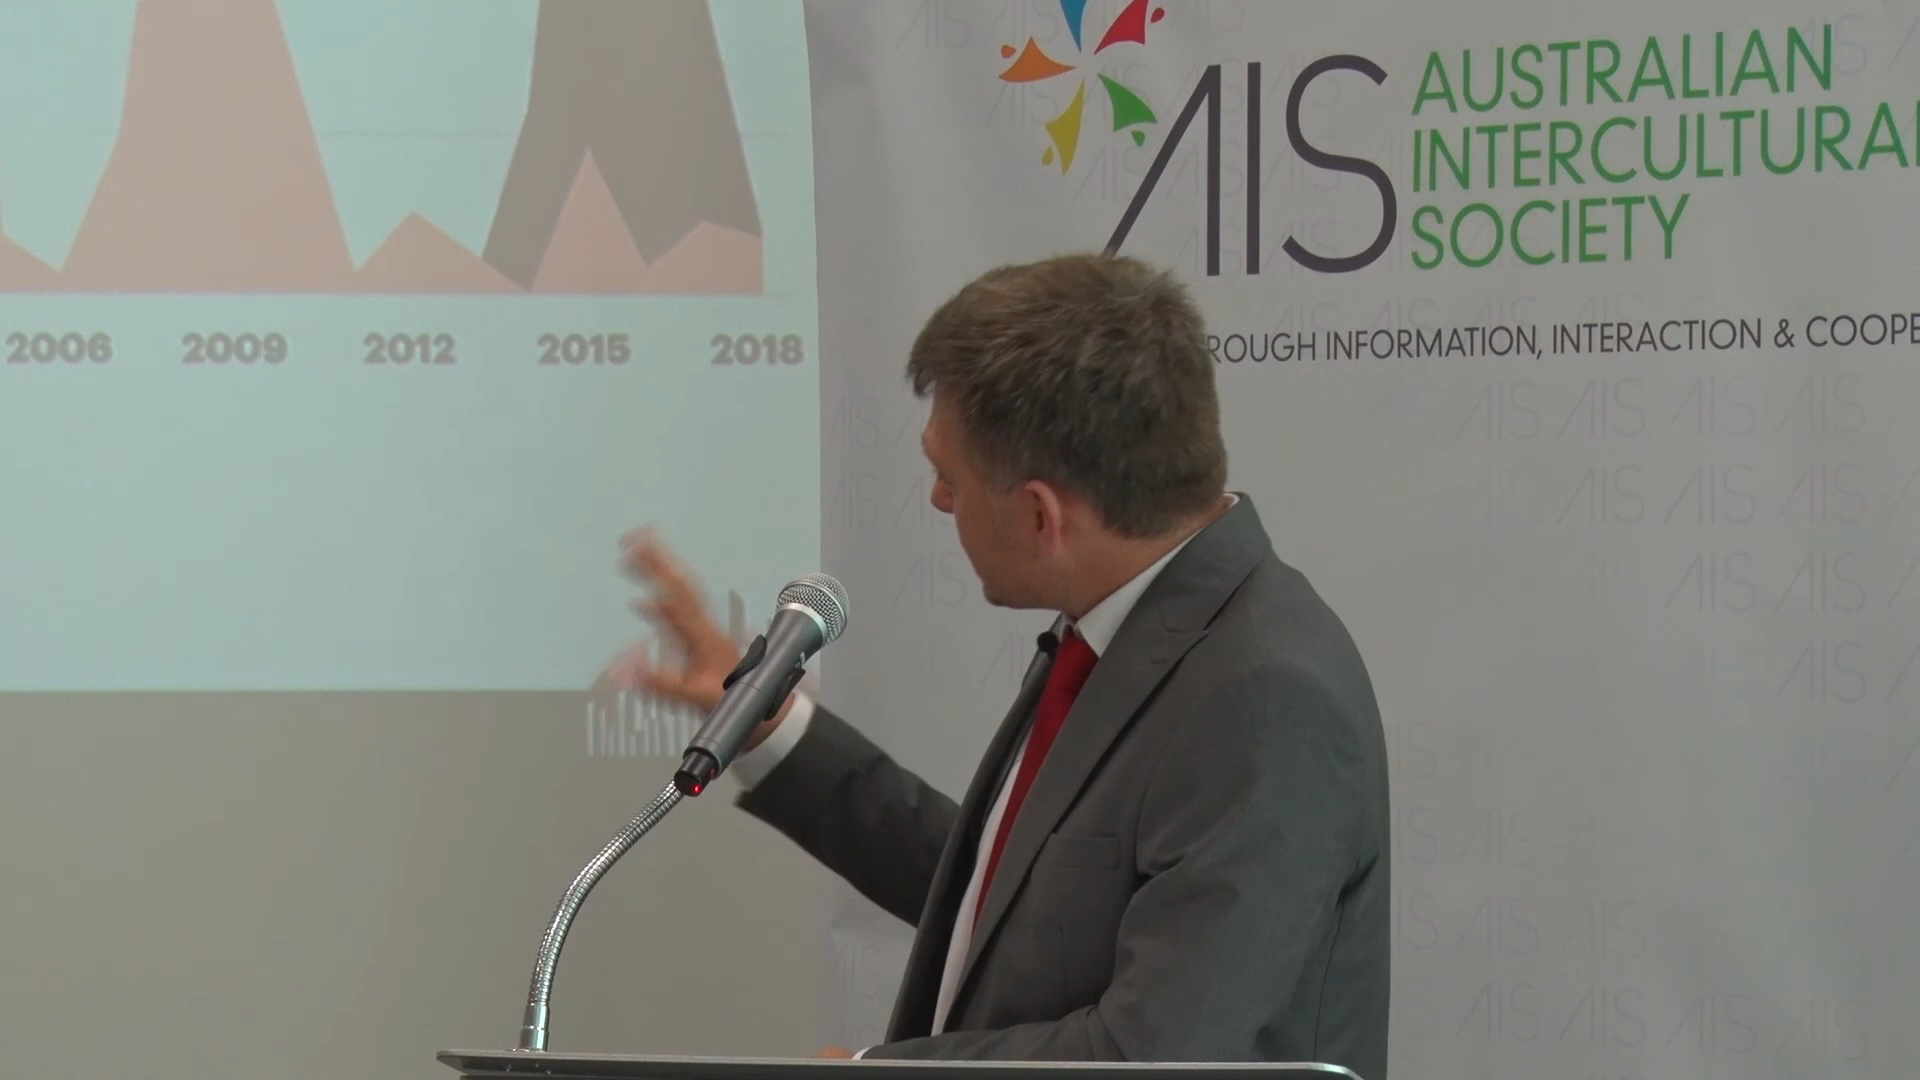 2006 2009 2012 2015 2018
AIS
AUSTRALIAN
INTERCULTURAL
SOCIETY
ROUGH INFORMATION, INTERACTION & COOPE